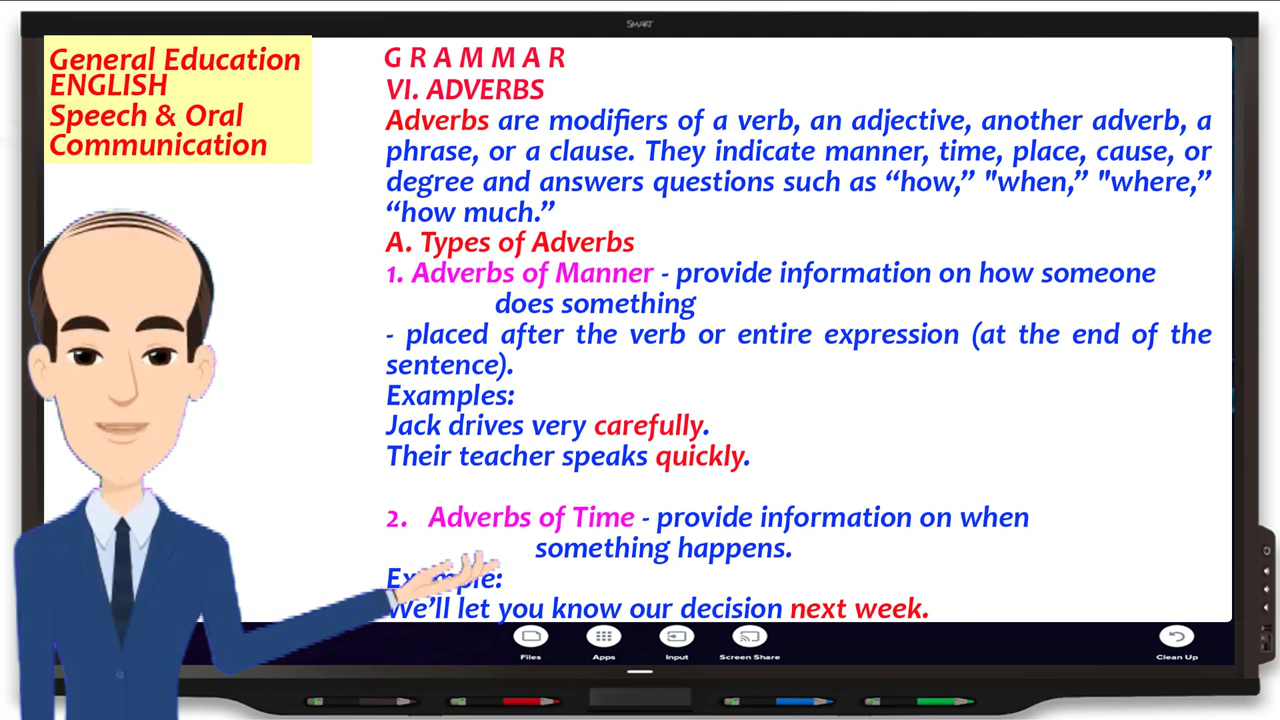 SMART
General Education
ENGLISH
Speech & Oral
Communication
G R A M M A R
VI. ADVERBS
Adverbs are modifiers of a verb, an adjective, another adverb, a
phrase, or a clause. They indicate manner, time, place, cause, or
degree and answers questions such as “how,” "when,” "where,”
“how much.”
A. Types of Adverbs
1. Adverbs of Manner - provide information on how someone
does something
- placed after the verb or entire expression (at the end of the
sentence).
Examples:
Jack drives very carefully.
Their teacher speaks quickly.
2. Adverbs of Time - provide information on when
something happens.
Example:
We’ll let you know our decision next week.
Files Apps Input Screen Share Clean Up